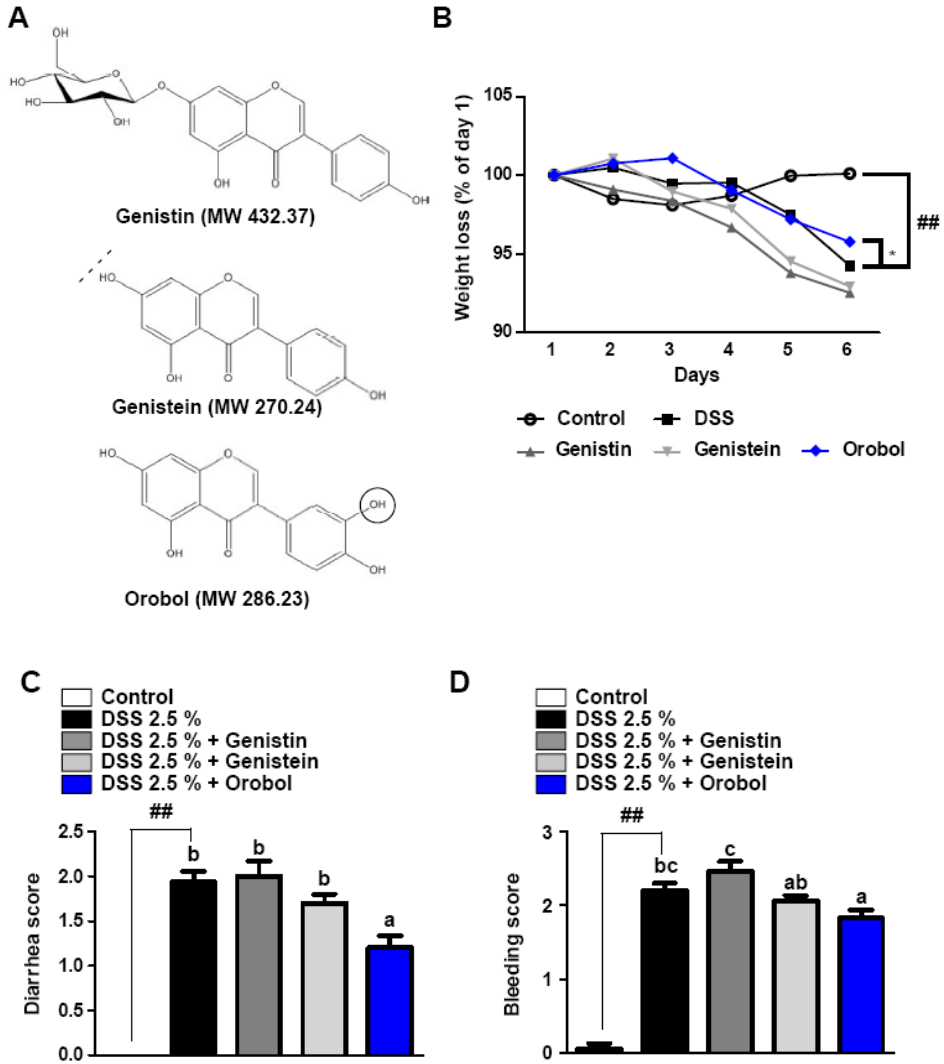 A
OH
O
HO
HO
OH
OH
O
O
OH
O
OH
Genistin (MW 432.37)
HO
O
OH
O
OH
Genistein (MW 270.24)
HO
O
OH
OH
O
OH
Orobol (MW 286.23)
B
Weight loss (% of day 1)
105
100
95
90
##
*
1 2 3 4 5 6
Days
Control DSS
Genistin Genistein Orobol
C
Control
DSS 2.5 %
DSS 2.5 % + Genistin
DSS 2.5 % + Genistein
DSS 2.5 % + Orobol
##
Diarrhea score
2.5
2.0
1.5
1.0
0.5
0.0
b b b a
D
Control
DSS 2.5 %
DSS 2.5 % + Genistin
DSS 2.5 % + Genistein
DSS 2.5 % + Orobol
##
Bleeding score
3
2
1
0
bc c ab a